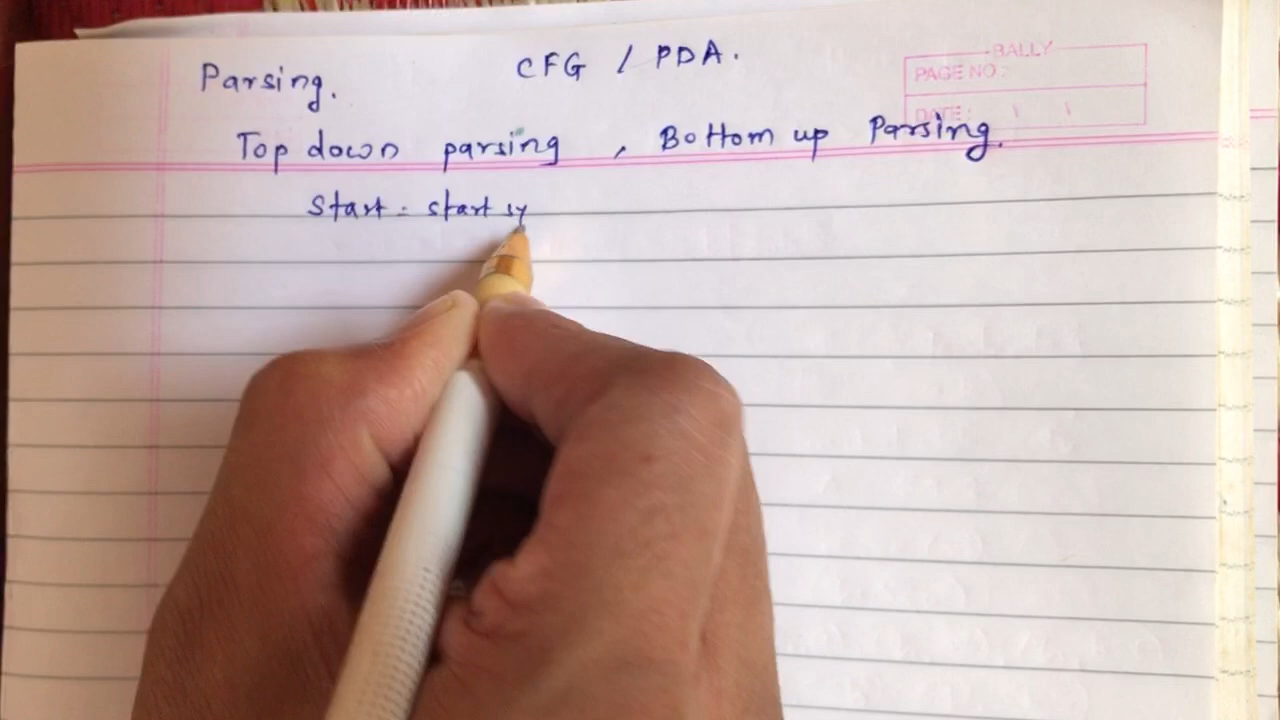 BALLY
CFG / PDA.
PAGE NO :
Parsing.
DATE :
Top down parsing , Bottom up Parsing.
Start : start sy